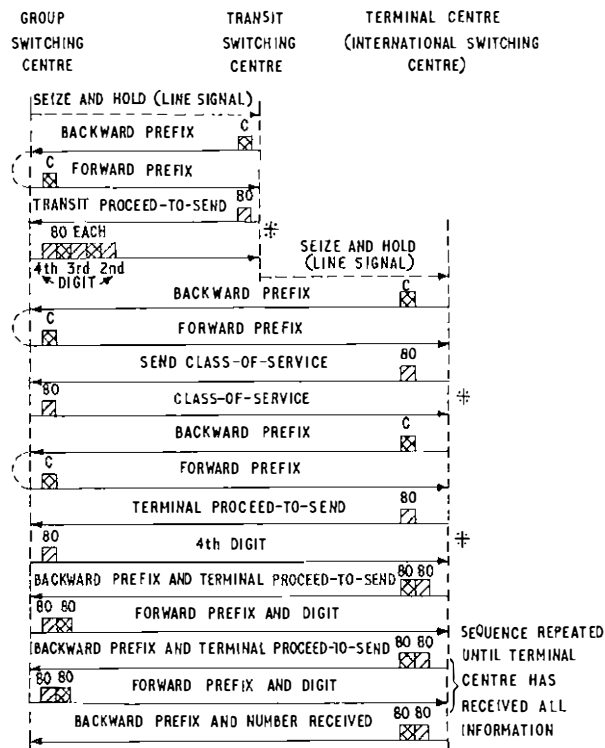 GROUP SWITCHING CENTRE
TRANSIT SWITCHING CENTRE
TERMINAL CENTRE (INTERNATIONAL SWITCHING CENTRE)
SEIZE AND HOLD (LINE SIGNAL)
BACKWARD PREFIX
C
C
FORWARD PREFIX
TRANSIT PROCEED-TO-SEND
80
80 EACH
*
4th 3rd 2nd
DIGIT
SEIZE AND HOLD
(LINE SIGNAL)
BACKWARD PREFIX
C
C
FORWARD PREFIX
SEND CLASS-OF-SERVICE
80
80
CLASS-OF-SERVICE
*
BACKWARD PREFIX
C
C
FORWARD PREFIX
TERMINAL PROCEED-TO-SEND
80
80
4th DIGIT
*
BACKWARD PREFIX AND TERMINAL PROCEED-TO-SEND
80 80
80 80
FORWARD PREFIX AND DIGIT
BACKWARD PREFIX AND TERMINAL PROCEED-TO-SEND
80 80
80 80
FORWARD PREFIX AND DIGIT
BACKWARD PREFIX AND NUMBER RECEIVED
80 80
SEQUENCE REPEATED
UNTIL TERMINAL
CENTRE HAS
RECEIVED ALL
INFORMATION